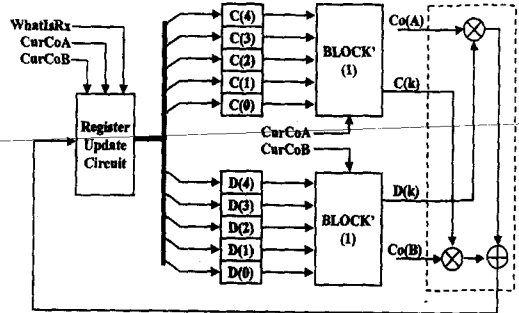 WhatIsRx
CurCoA
CurCoB
Register
Update
Circuit
C(4)
C(3)
C(2)
C(1)
C(0)
BLOCK'
(1)
Co(A)
C(k)
CurCoA
CurCoB
D(4)
D(3)
D(2)
D(1)
D(0)
BLOCK'
(1)
D(k)
Co(B)